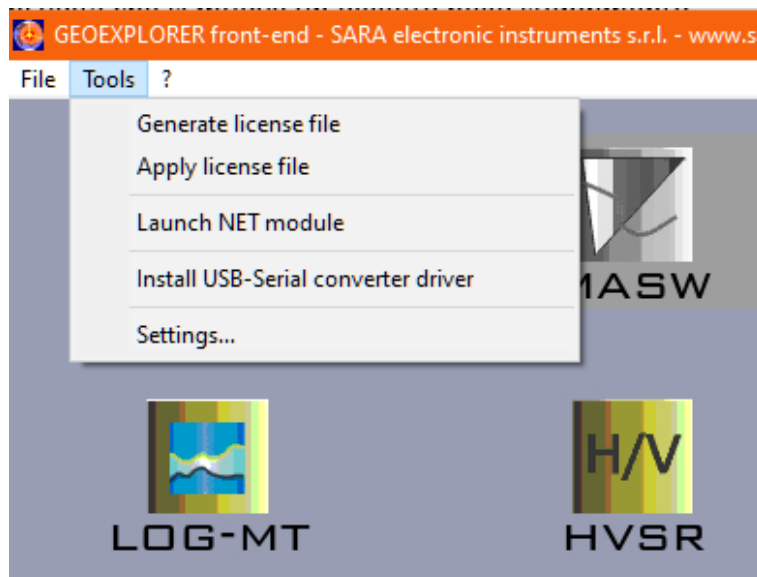 GEOEXPLORER front-end - SARA electronic instruments s.r.l. - www.s
File Tools ?
Generate license file
Apply license file
Launch NET module
Install USB-Serial converter driver
Settings...
MASW
LOG-MT
H/V
HVSR